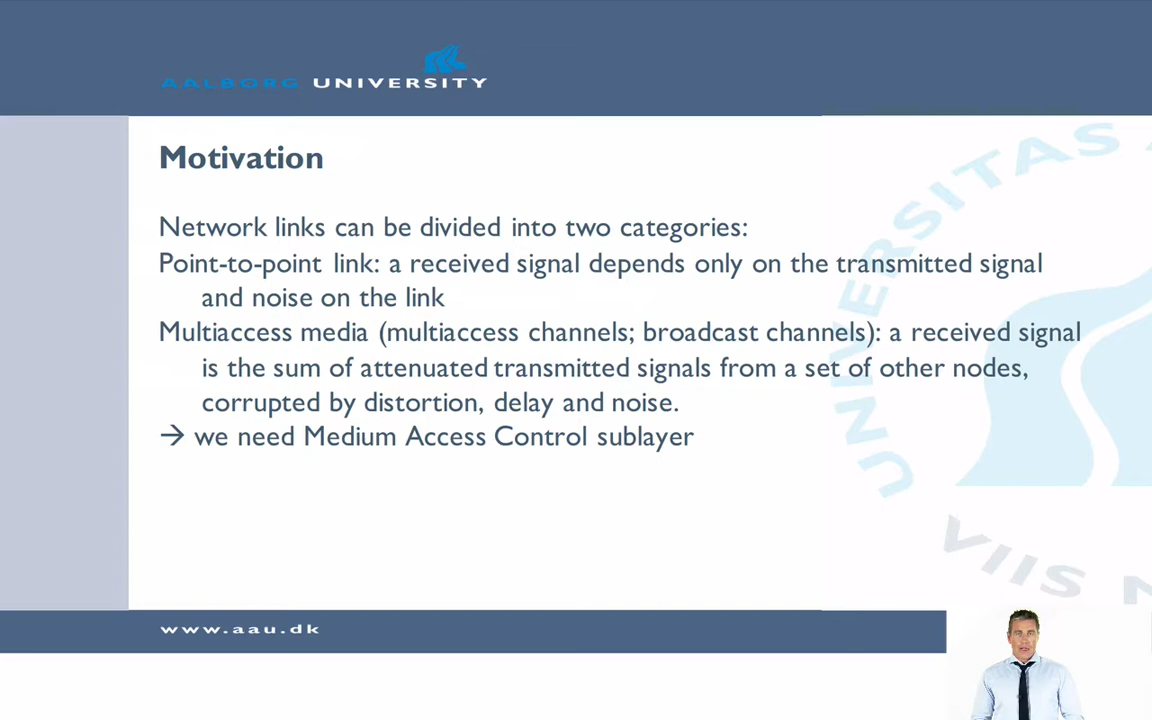 AALBORG UNIVERSITY
Motivation
Network links can be divided into two categories:
Point-to-point link: a received signal depends only on the transmitted signal
and noise on the link
Multiaccess media (multiaccess channels; broadcast channels): a received signal
is the sum of attenuated transmitted signals from a set of other nodes,
corrupted by distortion, delay and noise.
→ we need Medium Access Control sublayer
UNIVERSITAS A
VIIS N
www.aau.dk